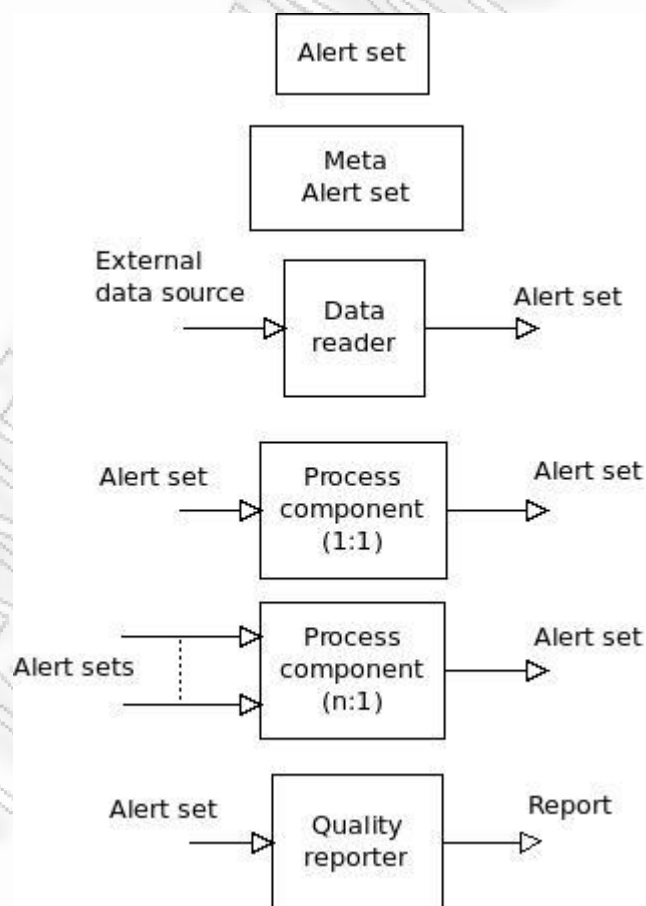 Alert set
Meta
Alert set
External
data source
Data
reader
Alert set
Alert set
Process
component
(1:1)
Alert set
Alert sets
Process
component
(n:1)
Alert set
Alert set
Quality
reporter
Report